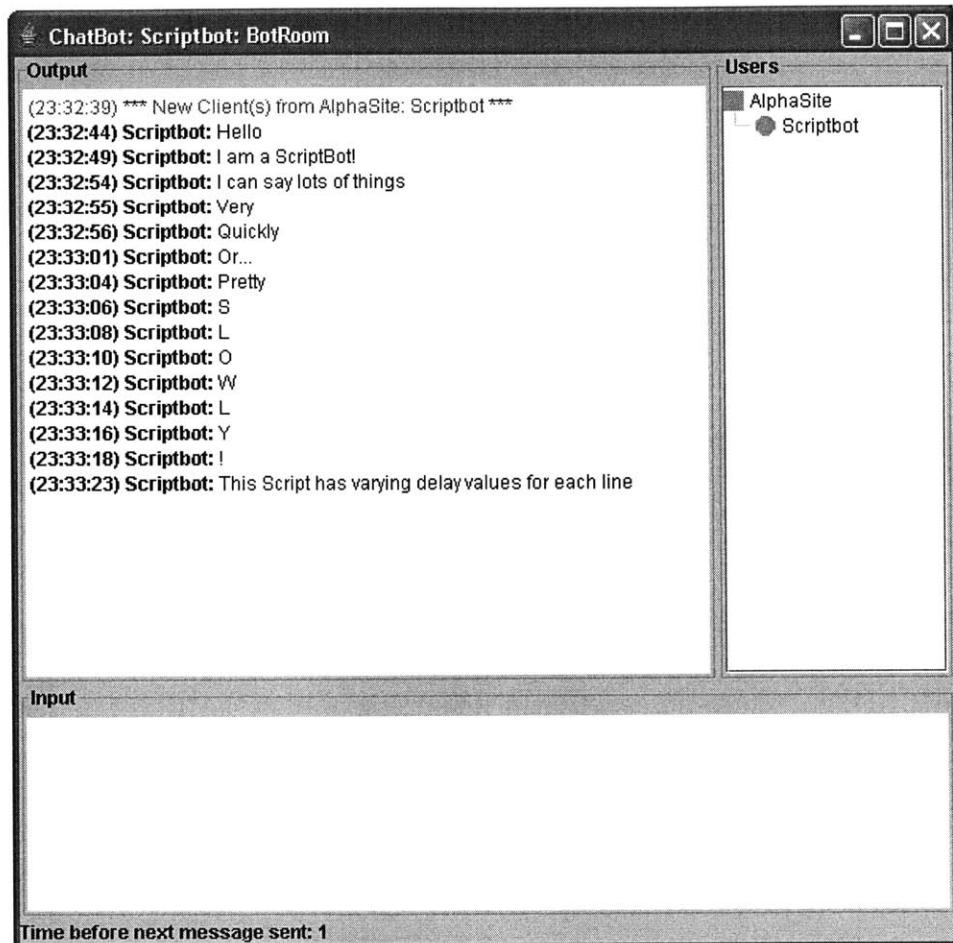 ChatBot: Scriptbot: BotRoom
Output
(23:32:39) *** New Client(s) from AlphaSite: Scriptbot ***
(23:32:44) Scriptbot: Hello
(23:32:49) Scriptbot: I am a ScriptBot!
(23:32:54) Scriptbot: I can say lots of things
(23:32:55) Scriptbot: Very
(23:32:56) Scriptbot: Quickly
(23:33:01) Scriptbot: Or...
(23:33:04) Scriptbot: Pretty
(23:33:06) Scriptbot: S
(23:33:08) Scriptbot: L
(23:33:10) Scriptbot: O
(23:33:12) Scriptbot: W
(23:33:14) Scriptbot: L
(23:33:16) Scriptbot: Y
(23:33:18) Scriptbot: !
(23:33:23) Scriptbot: This Script has varying delay values for each line
Users
AlphaSite
Scriptbot
Input
Time before next message sent: 1